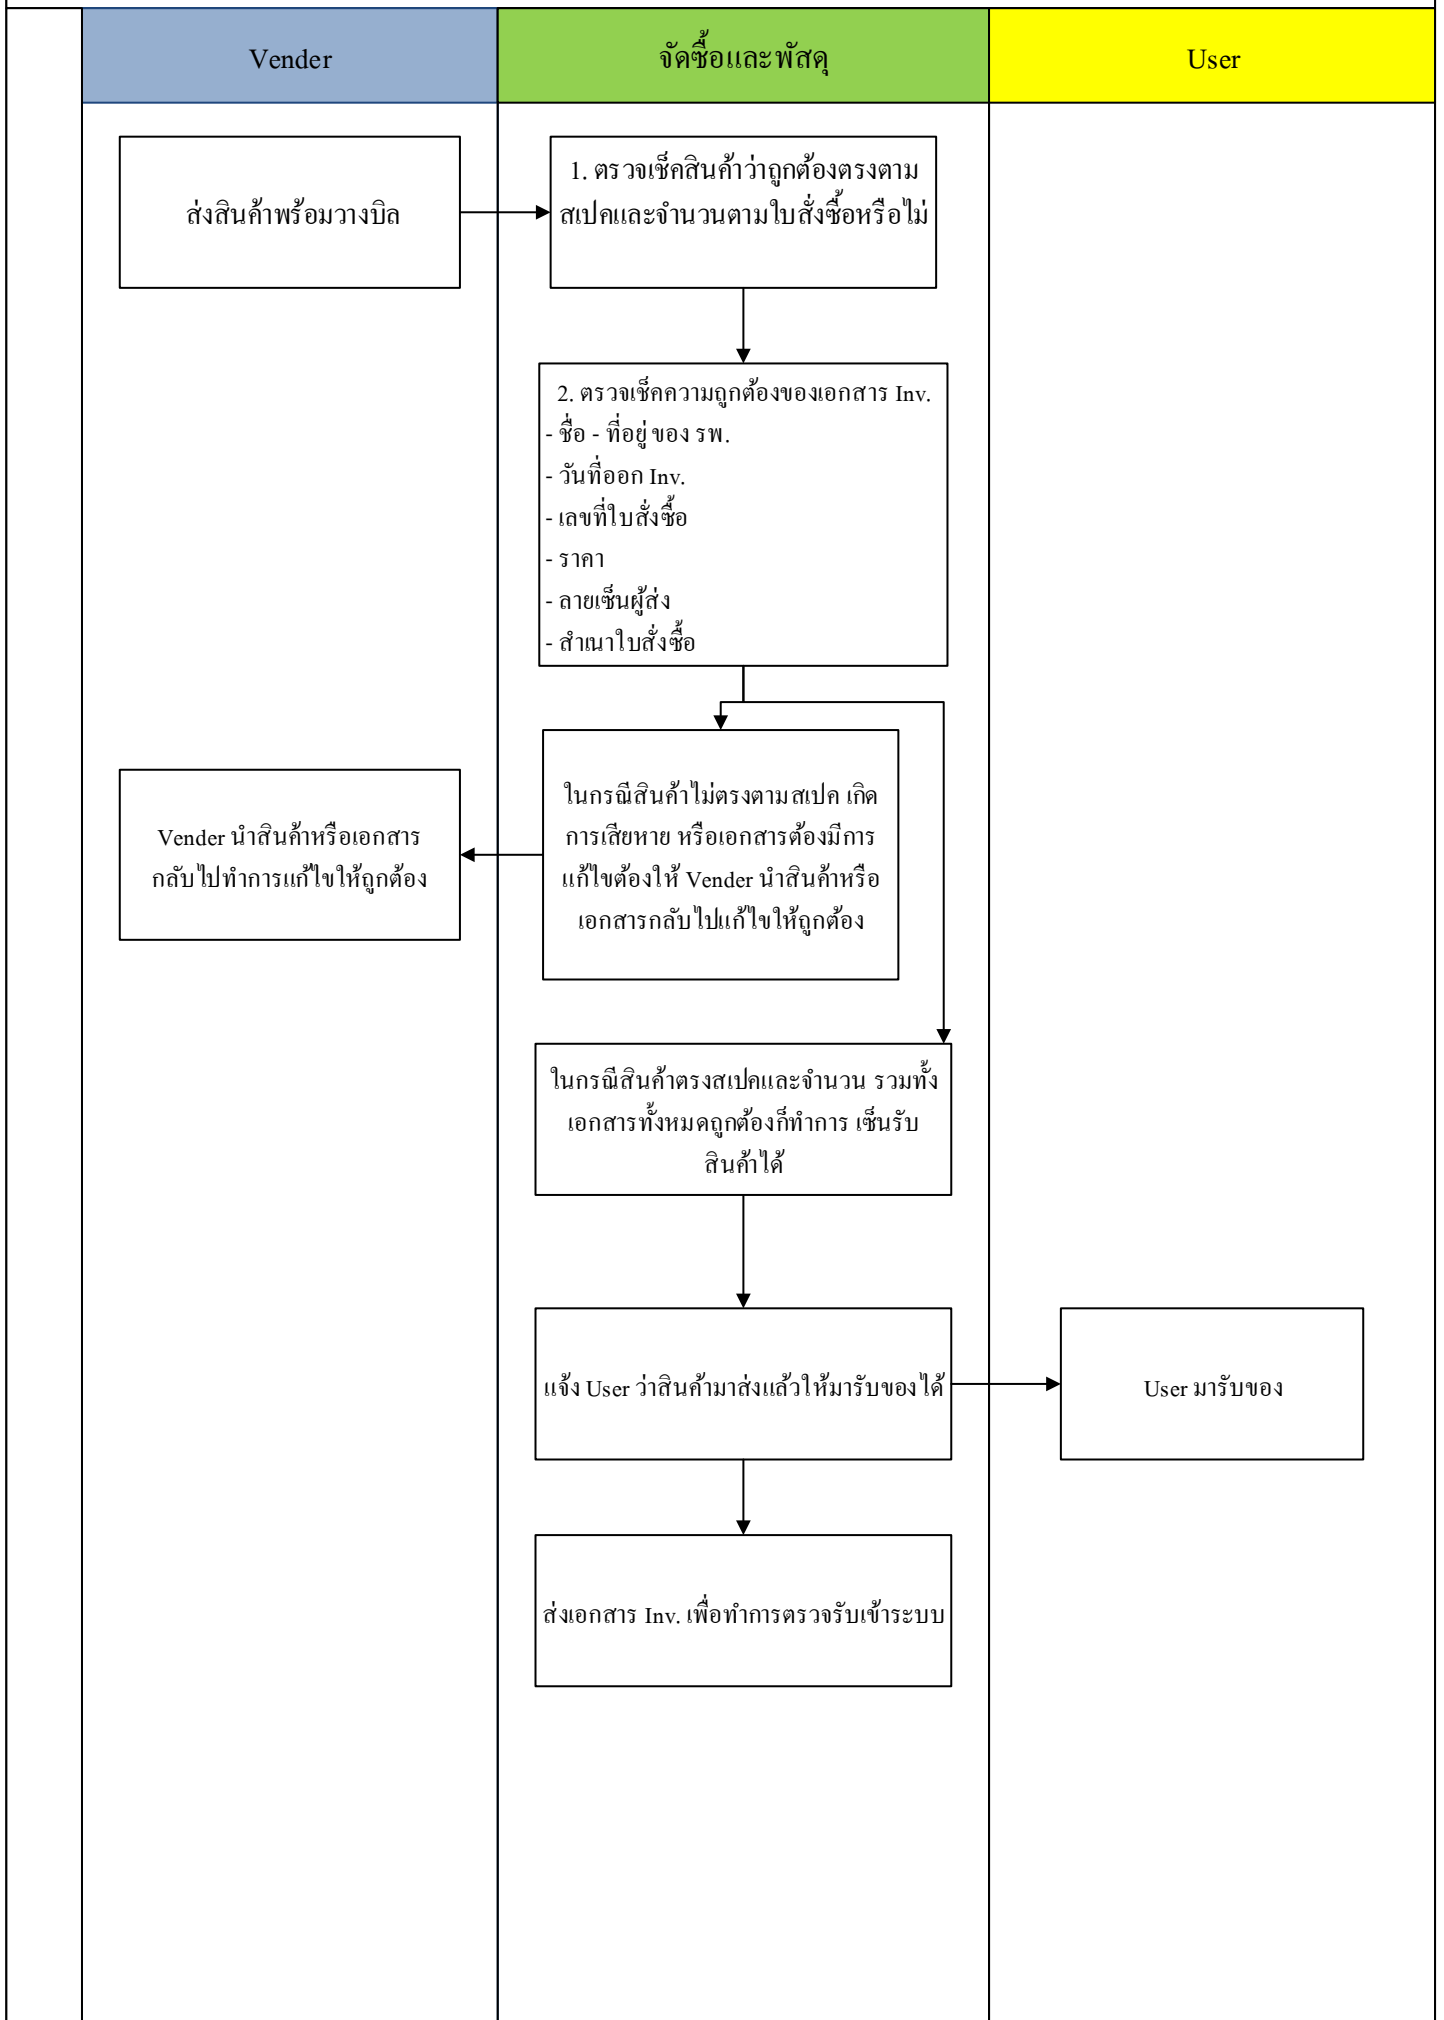 Vender
จัดซื้อและพัสดุ
User
ส่งสินค้าพร้อมวางบิล
1. ตรวจเช็คสินค้าว่าถูกต้องตรงตาม
สเปคและจำนวนตามใบสั่งซื้อหรือไม่
2. ตรวจเช็คความถูกต้องของเอกสาร Inv.
- ชื่อ - ที่อยู่ ของ รพ.
- วันที่ออก Inv.
- เลขที่ใบสั่งซื้อ
- ราคา
- ลายเซ็นผู้ส่ง
- สำเนาใบสั่งซื้อ
Vender นำสินค้าหรือเอกสาร
กลับไปทำการแก้ไขให้ถูกต้อง
ในกรณีสินค้าไม่ตรงตามสเปค เกิด
การเสียหาย หรือเอกสารต้องมีการ
แก้ไขต้องให้ Vender นำสินค้าหรือ
เอกสารกลับไปแก้ไขให้ถูกต้อง
ในกรณีสินค้าตรงสเปคและจำนวน รวมทั้ง
เอกสารทั้งหมดถูกต้องก็ทำการ เซ็นรับ
สินค้าได้
แจ้ง User ว่าสินค้ามาส่งแล้วให้มารับของได้
User มารับของ
ส่งเอกสาร Inv. เพื่อทำการตรวจรับเข้าระบบ